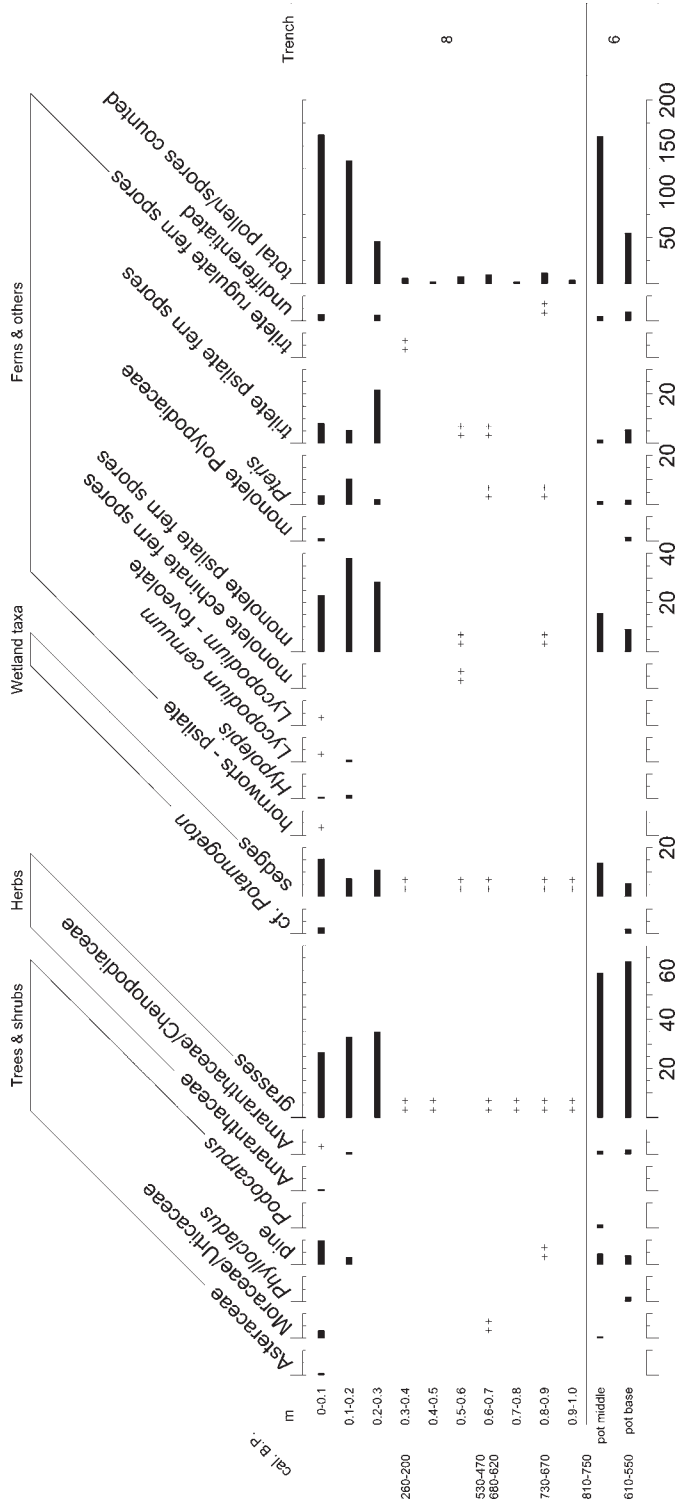 Trees & shrubs Herbs Wetland taxa Ferns & others
Asteraceae
Moraceae/Urticaceae
Phyllocladus
pine
Podocarpus
Amaranthaceae
Amaranthaceae/Chenopodiaceae
grasses
cf. Potamogeton
sedges
hornworts - psilate
Hypolepis
Lycopodium cernuum
Lycopodium - foveolate
monolete echinate fern spores
monolete psilate fern spores
monolete Polypodiaceae
Pteris
trilete psilate fern spores
trilete rugulate fern spores
undifferentiated
total pollen/spores counted
cal. B.P. m Trench
0-0.1 +  + + +
0.1-0.2
0.2-0.3
260-200 0.3-0.4 ++ -+ ++
0.4-0.5 ++
530-470 0.5-0.6 -+ ++ ++ -+
680-620 0.6-0.7 ++ ++ -+ -+ -+
0.7-0.8 ++
730-670 0.8-0.9 ++ ++ -+ ++ -+ ++
0.9-1.0 ++ -+
8
810-750 pot middle
610-550 pot base
6
20 40 60 20 20 40 20 20 50 100 150 200